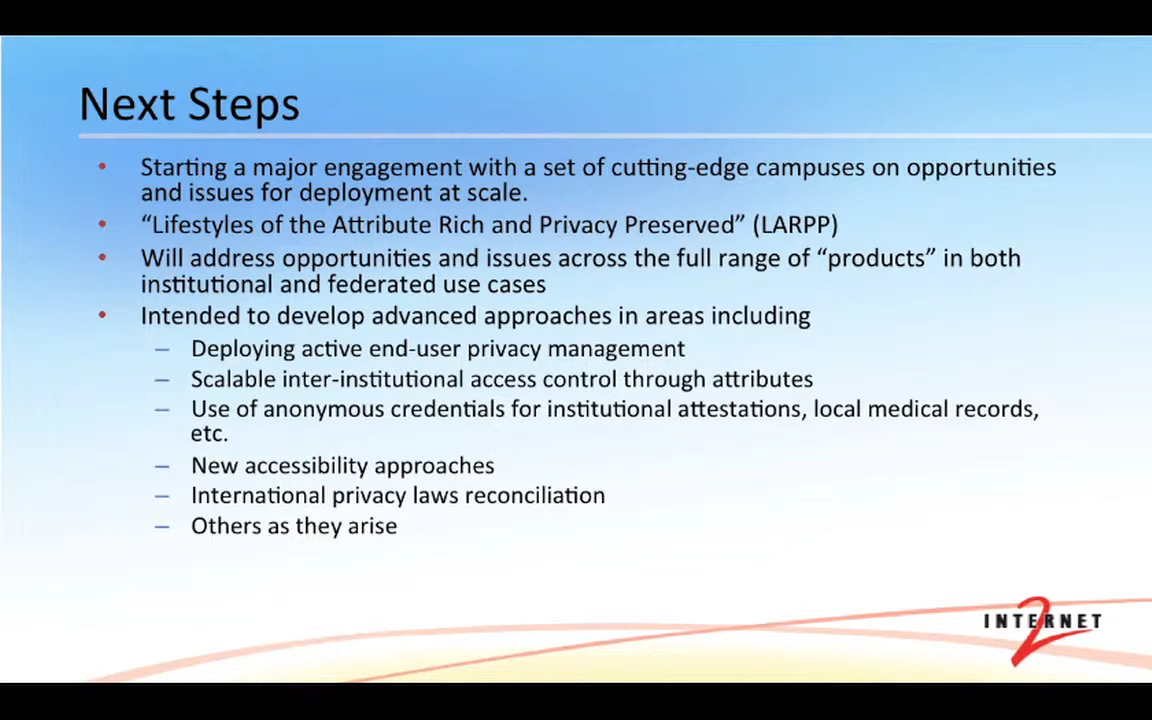 Next Steps
• Starting a major engagement with a set of cutting-edge campuses on opportunities
and issues for deployment at scale.
• “Lifestyles of the Attribute Rich and Privacy Preserved” (LARPP)
• Will address opportunities and issues across the full range of “products” in both
institutional and federated use cases
• Intended to develop advanced approaches in areas including
– Deploying active end-user privacy management
– Scalable inter-institutional access control through attributes
– Use of anonymous credentials for institutional attestations, local medical records,
etc.
– New accessibility approaches
– International privacy laws reconciliation
– Others as they arise
INTERNET
2